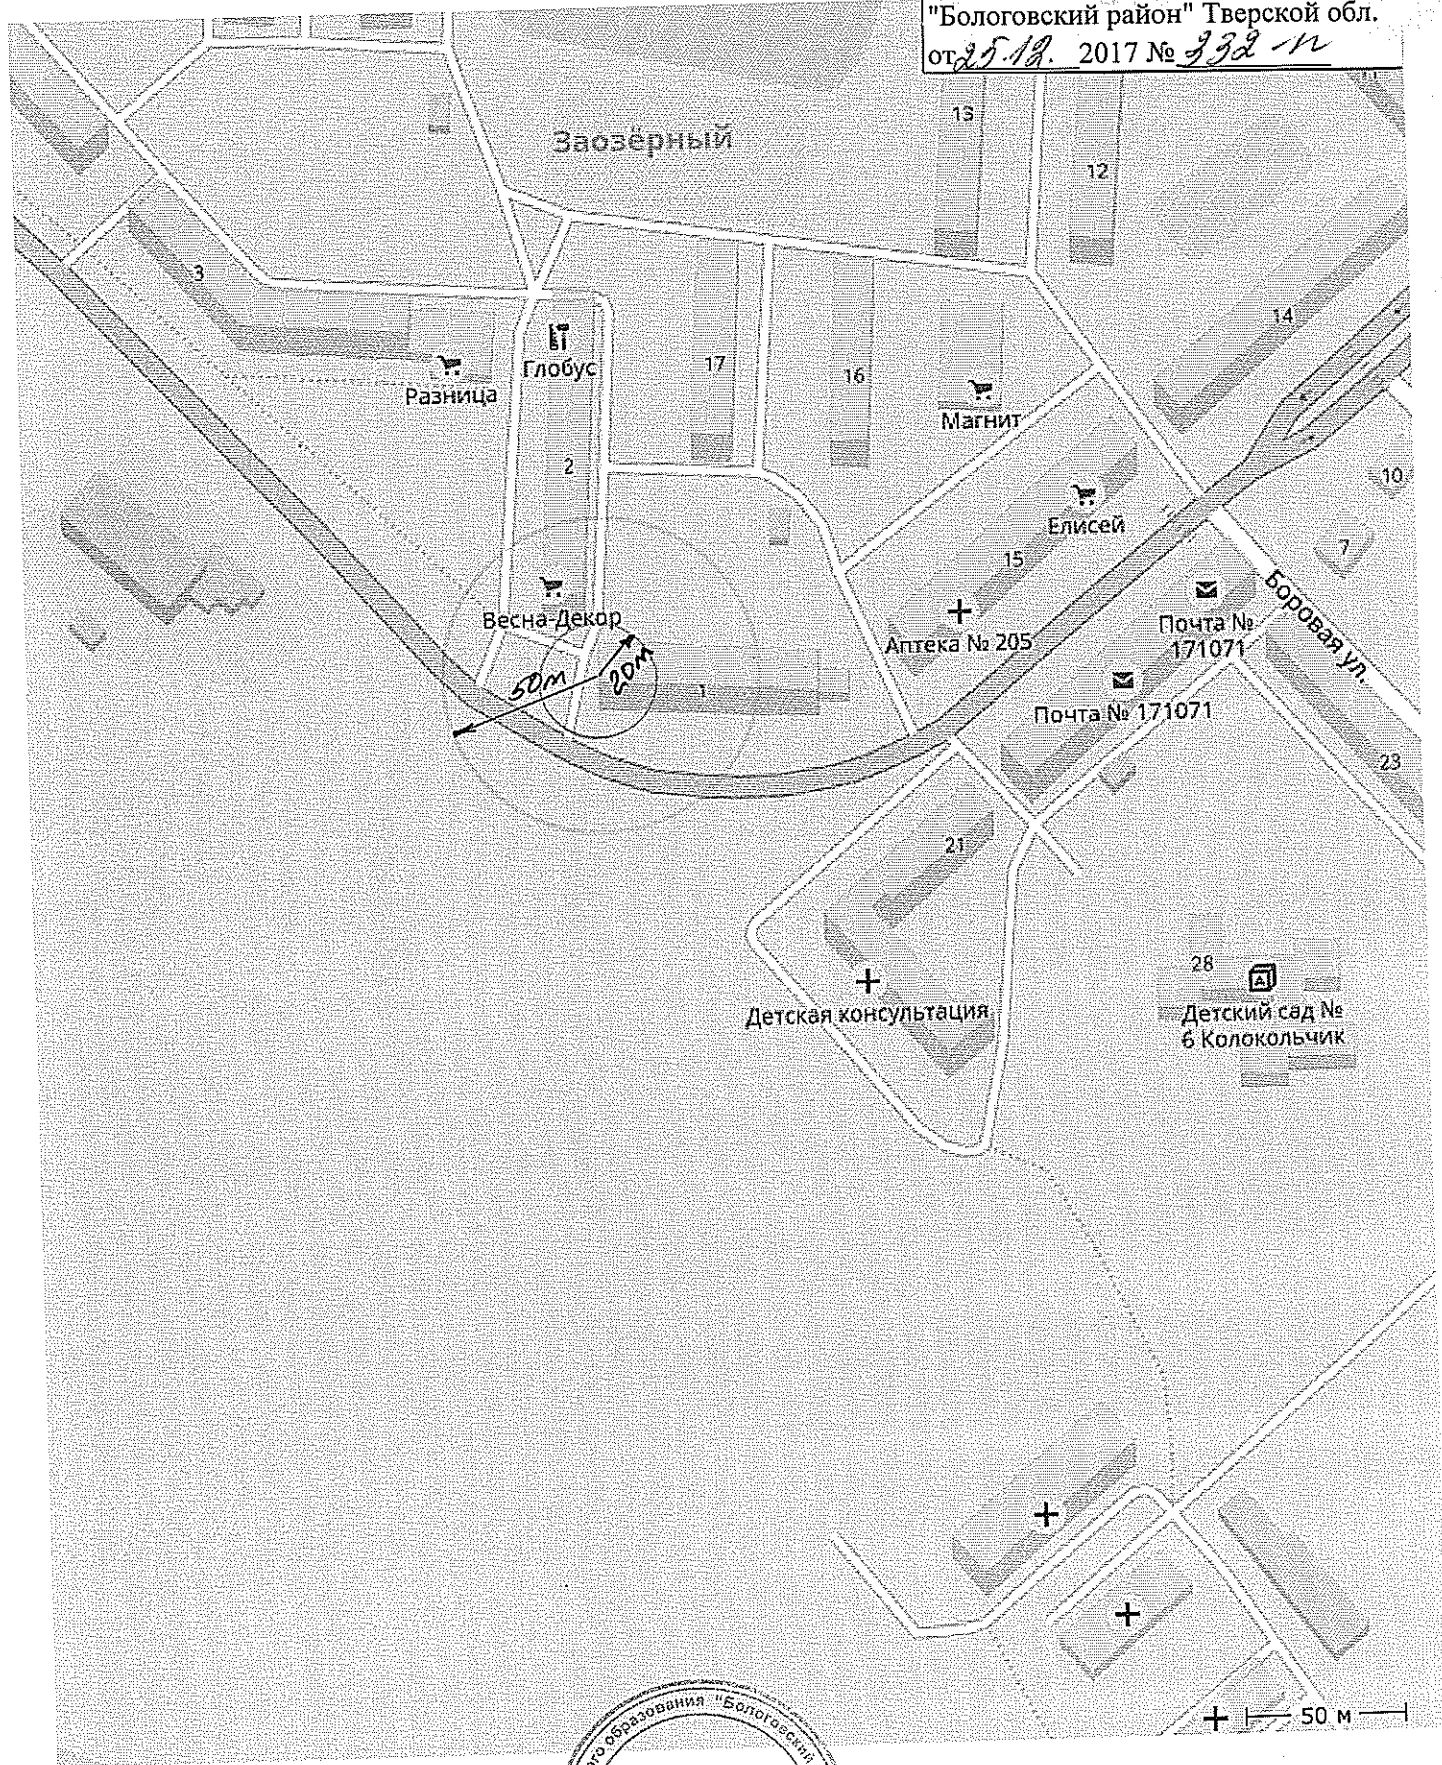 "Бологовский район" Тверской обл.
от 25.12. 2017 № 332-п
13
Заозёрный
12
3
14
Глобус
17
16
Разница
Магнит
2
10
Елисей
15
7
Весна-Декор
Аптека № 205
Почта №
171071
Боровая ул.
50м
20м
1
Почта № 171071
23
21
28
Детская консультация
Детский сад №
6 Колокольчик
образования "Бологовский
50 м